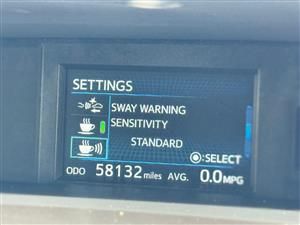 SETTINGS
SWAY WARNING
SENSITIVITY
STANDARD
:SELECT
ODO 58132 miles AVG. 0.0 MPG